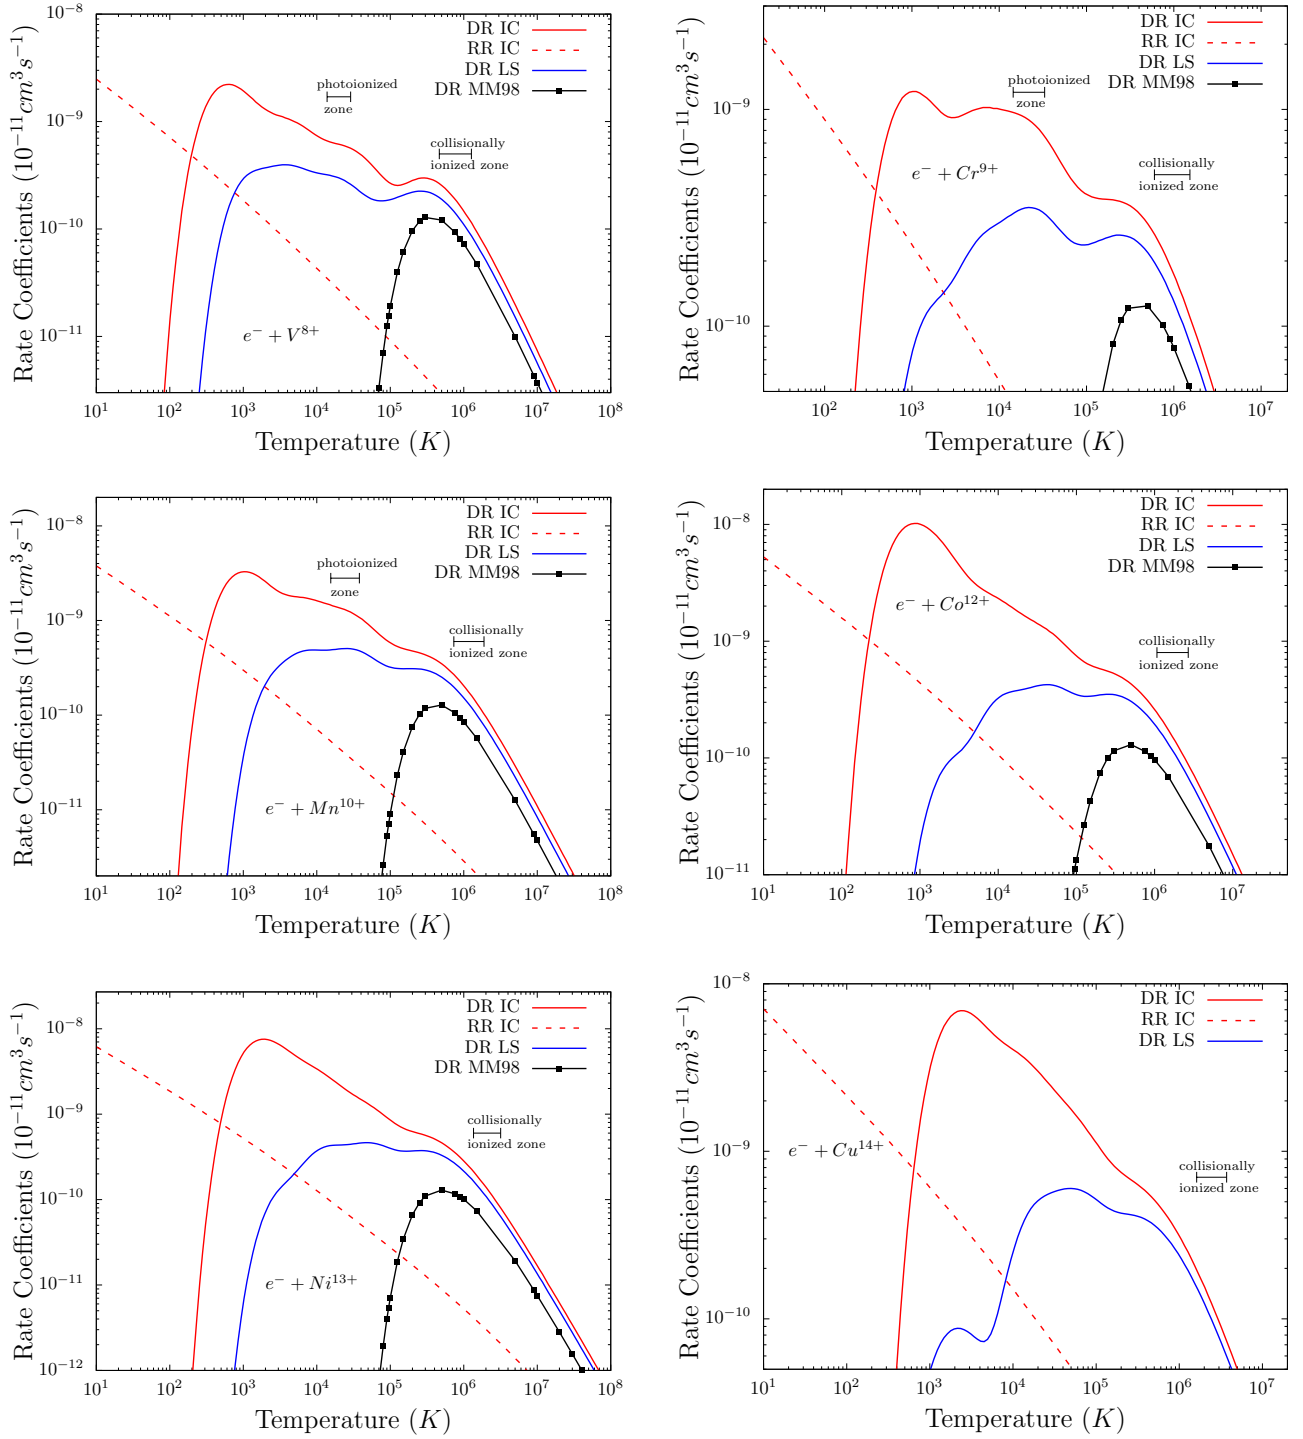 Rate Coefficients (10⁻¹¹cm³s⁻¹)
10⁻⁸
10⁻⁹
10⁻¹⁰
10⁻¹¹
DR IC
RR IC
DR LS
DR MM98
photoionized
zone
collisionally
ionized zone
e⁻ + V⁸⁺
10¹ 10² 10³ 10⁴ 10⁵ 10⁶ 10⁷ 10⁸
Temperature (K)
Rate Coefficients (10⁻¹¹cm³s⁻¹)
10⁻⁹
10⁻¹⁰
DR IC
RR IC
DR LS
DR MM98
photoionized
zone
collisionally
ionized zone
e⁻ + Cr⁹⁺
10² 10³ 10⁴ 10⁵ 10⁶ 10⁷
Temperature (K)
Rate Coefficients (10⁻¹¹cm³s⁻¹)
10⁻⁸
10⁻⁹
10⁻¹⁰
10⁻¹¹
DR IC
RR IC
DR LS
DR MM98
photoionized
zone
collisionally
ionized zone
e⁻ + Mn¹⁰⁺
10¹ 10² 10³ 10⁴ 10⁵ 10⁶ 10⁷ 10⁸
Temperature (K)
Rate Coefficients (10⁻¹¹cm³s⁻¹)
10⁻⁸
10⁻⁹
10⁻¹⁰
10⁻¹¹
DR IC
RR IC
DR LS
DR MM98
e⁻ + Co¹²⁺
collisionally
ionized zone
10¹ 10² 10³ 10⁴ 10⁵ 10⁶ 10⁷
Temperature (K)
Rate Coefficients (10⁻¹¹cm³s⁻¹)
10⁻⁸
10⁻⁹
10⁻¹⁰
10⁻¹¹
10⁻¹²
DR IC
RR IC
DR LS
DR MM98
collisionally
ionized zone
e⁻ + Ni¹³⁺
10¹ 10² 10³ 10⁴ 10⁵ 10⁶ 10⁷ 10⁸
Temperature (K)
Rate Coefficients (10⁻¹¹cm³s⁻¹)
10⁻⁸
10⁻⁹
10⁻¹⁰
DR IC
RR IC
DR LS
e⁻ + Cu¹⁴⁺
collisionally
ionized zone
10¹ 10² 10³ 10⁴ 10⁵ 10⁶ 10⁷
Temperature (K)